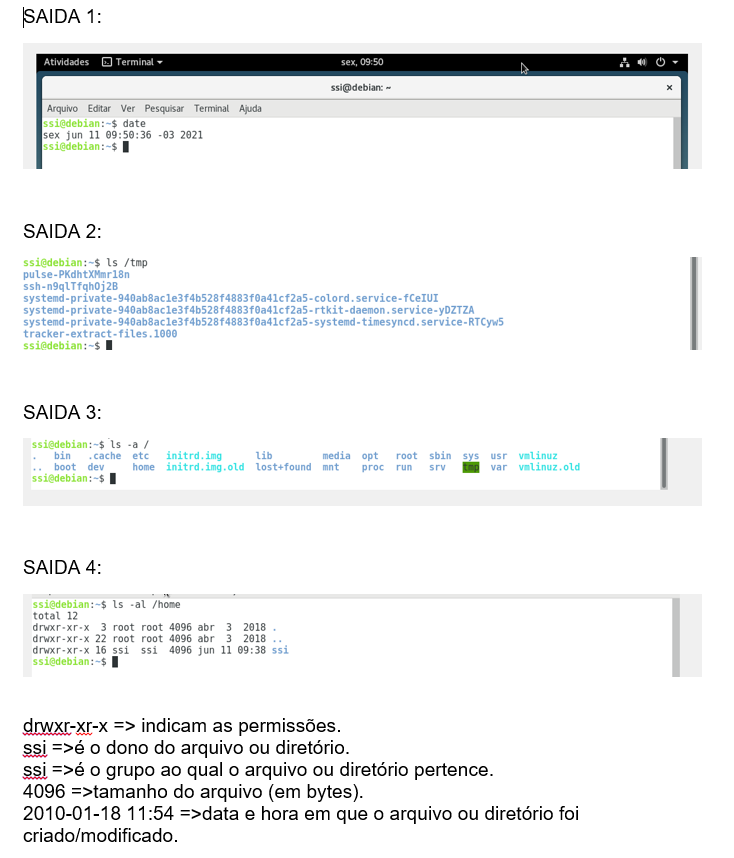 SAIDA 1:
Atividades Terminal sex, 09:50
ssi@debian: ~ ×
Arquivo Editar Ver Pesquisar Terminal Ajuda
ssi@debian:~$ date
sex jun 11 09:50:36 -03 2021
ssi@debian:~$
SAIDA 2:
ssi@debian:~$ ls /tmp
pulse-PKdhtXMmr18n
ssh-n9qlTfqhOj2B
systemd-private-940ab8ac1e3f4b528f4883f0a41cf2a5-colord.service-fCeIUI
systemd-private-940ab8ac1e3f4b528f4883f0a41cf2a5-rtkit-daemon.service-yDZTZA
systemd-private-940ab8ac1e3f4b528f4883f0a41cf2a5-systemd-timesyncd.service-RTCyw5
tracker-extract-files.1000
ssi@debian:~$
SAIDA 3:
ssi@debian:~$ ls -a /
. bin .cache etc initrd.img lib media opt root sbin sys usr vmlinuz
.. boot dev home initrd.img.old lost+found mnt proc run srv tmp var vmlinuz.old
ssi@debian:~$
SAIDA 4:
ssi@debian:~$ ls -al /home
total 12
drwxr-xr-x 3 root root 4096 abr 3 2018 .
drwxr-xr-x 22 root root 4096 abr 3 2018 ..
drwxr-xr-x 16 ssi ssi 4096 jun 11 09:38 ssi
ssi@debian:~$
drwxr-xr-x => indicam as permissões.
ssi =>é o dono do arquivo ou diretório.
ssi =>é o grupo ao qual o arquivo ou diretório pertence.
4096 =>tamanho do arquivo (em bytes).
2010-01-18 11:54 =>data e hora em que o arquivo ou diretório foi
criado/modificado.